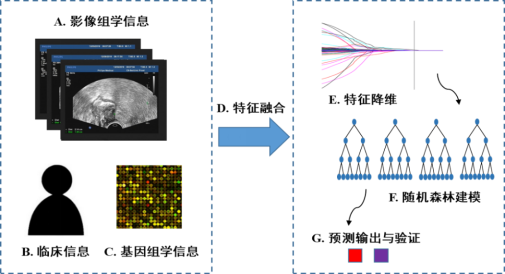 A. 影像组学信息
B. 临床信息
C. 基因组学信息
D. 特征融合
E. 特征降维
F. 随机森林建模
G. 预测输出与验证